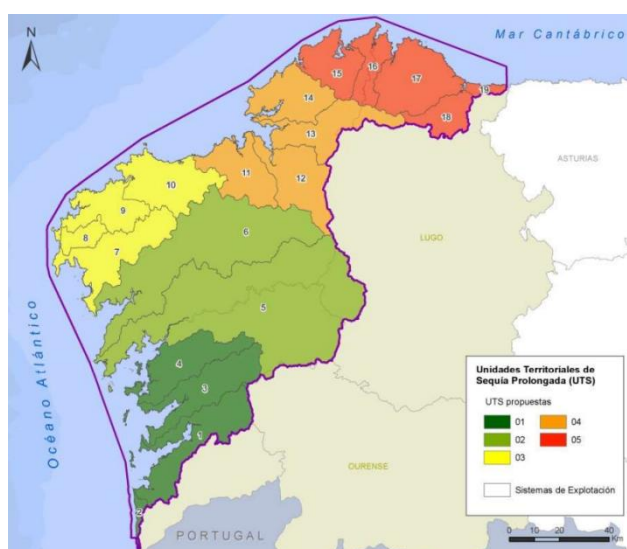 N
Mar Cantábrico
16
15
17
19
14
18
13
ASTURIAS
10
11
12
9
LUGO
8
6
7
5
4
3
1
Océano Atlántico
OURENSE
PORTUGAL
Unidades Territoriales de
Sequía Prolongada (UTS)
UTS propuestas
01
04
02
05
03
Sistemas de Explotación
0
10
20
40
Km